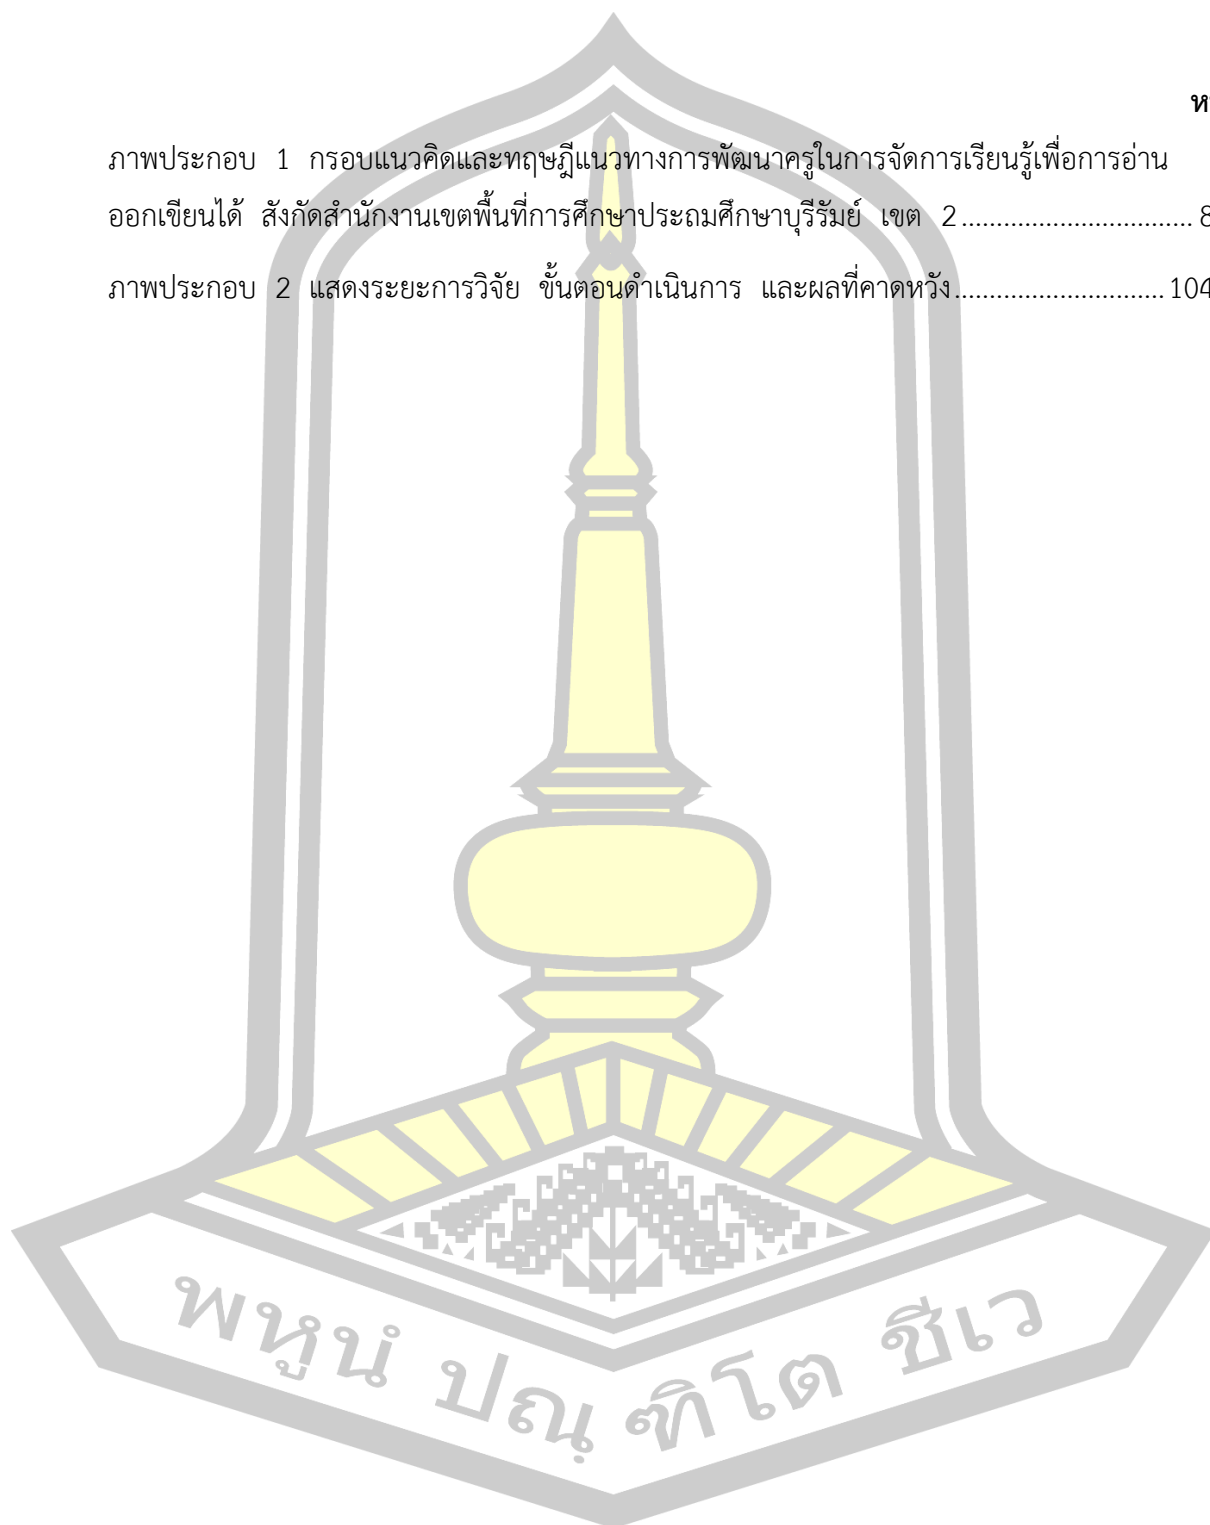 ภาพประกอบ 1 กรอบแนวคิดและทฤษฎีแนวทางการพัฒนาครูในการจัดการเรียนรู้เพื่อการอ่าน
ออกเขียนได้ สังกัดสำนักงานเขตพื้นที่การศึกษาประถมศึกษาบุรีรัมย์ เขต 2................................. 8
ภาพประกอบ 2 แสดงระยะการวิจัย ขั้นตอนดำเนินการ และผลที่คาดหวัง.............................. 104
พหูนํ ปณฺฑิโต ชีเว